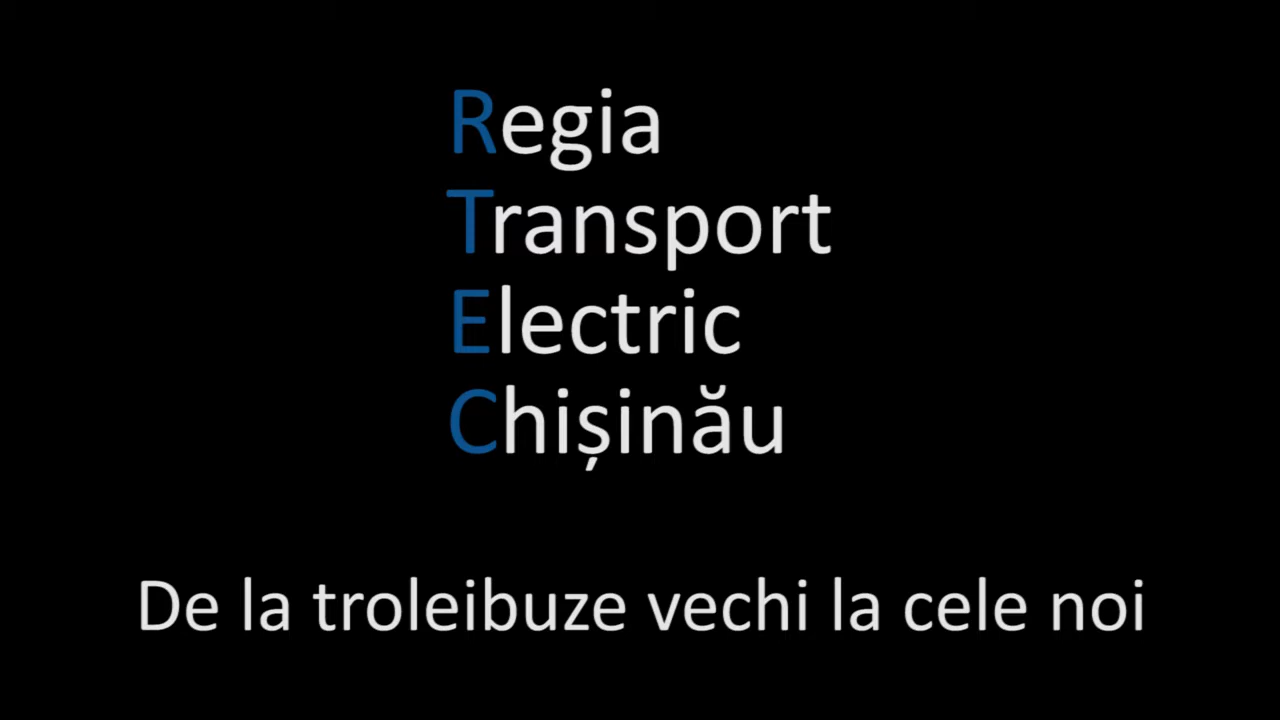 Regia
Transport
Electric
Chișinău
De la troleibuze vechi la cele noi